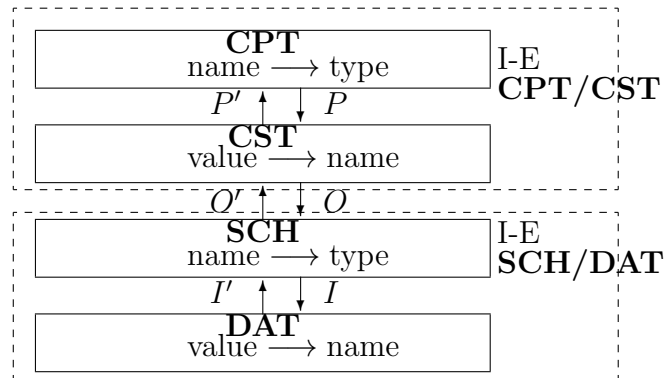 CPT
name ⟶ type
I-E
CPT/CST
P′ P
CST
value ⟶ name
O′ O
SCH
name ⟶ type
I-E
SCH/DAT
I′ I
DAT
value ⟶ name